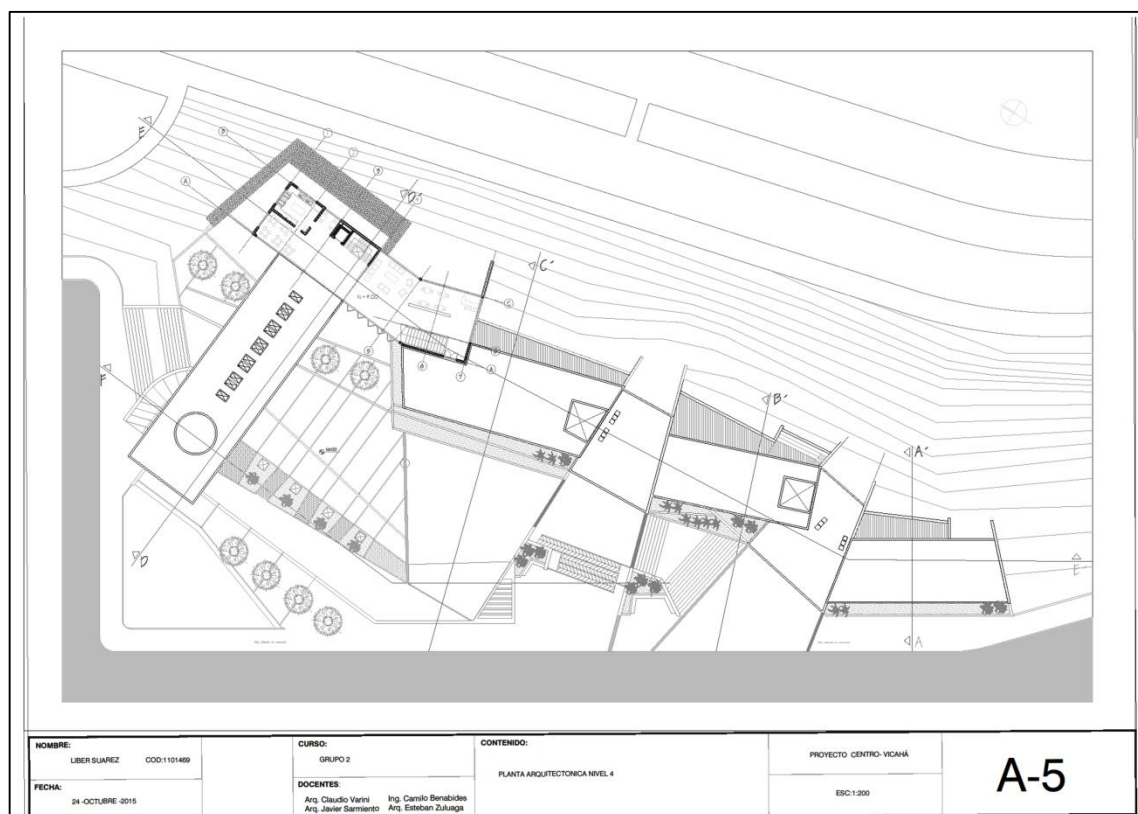 D'
C'
B'
A'
A
A
D
E'
A
NOMBRE:
LIBER SUAREZ COD:1101469
FECHA:
24 -OCTUBRE -2015
CURSO:
GRUPO 2
DOCENTES:
Arq. Claudio Varini Ing. Camilo Benabides
Arq. Javier Sarmiento Arq. Esteban Zuluaga
CONTENIDO:
PLANTA ARQUITECTONICA NIVEL 4
PROYECTO CENTRO- VICAHÁ
ESC:1:200
A-5